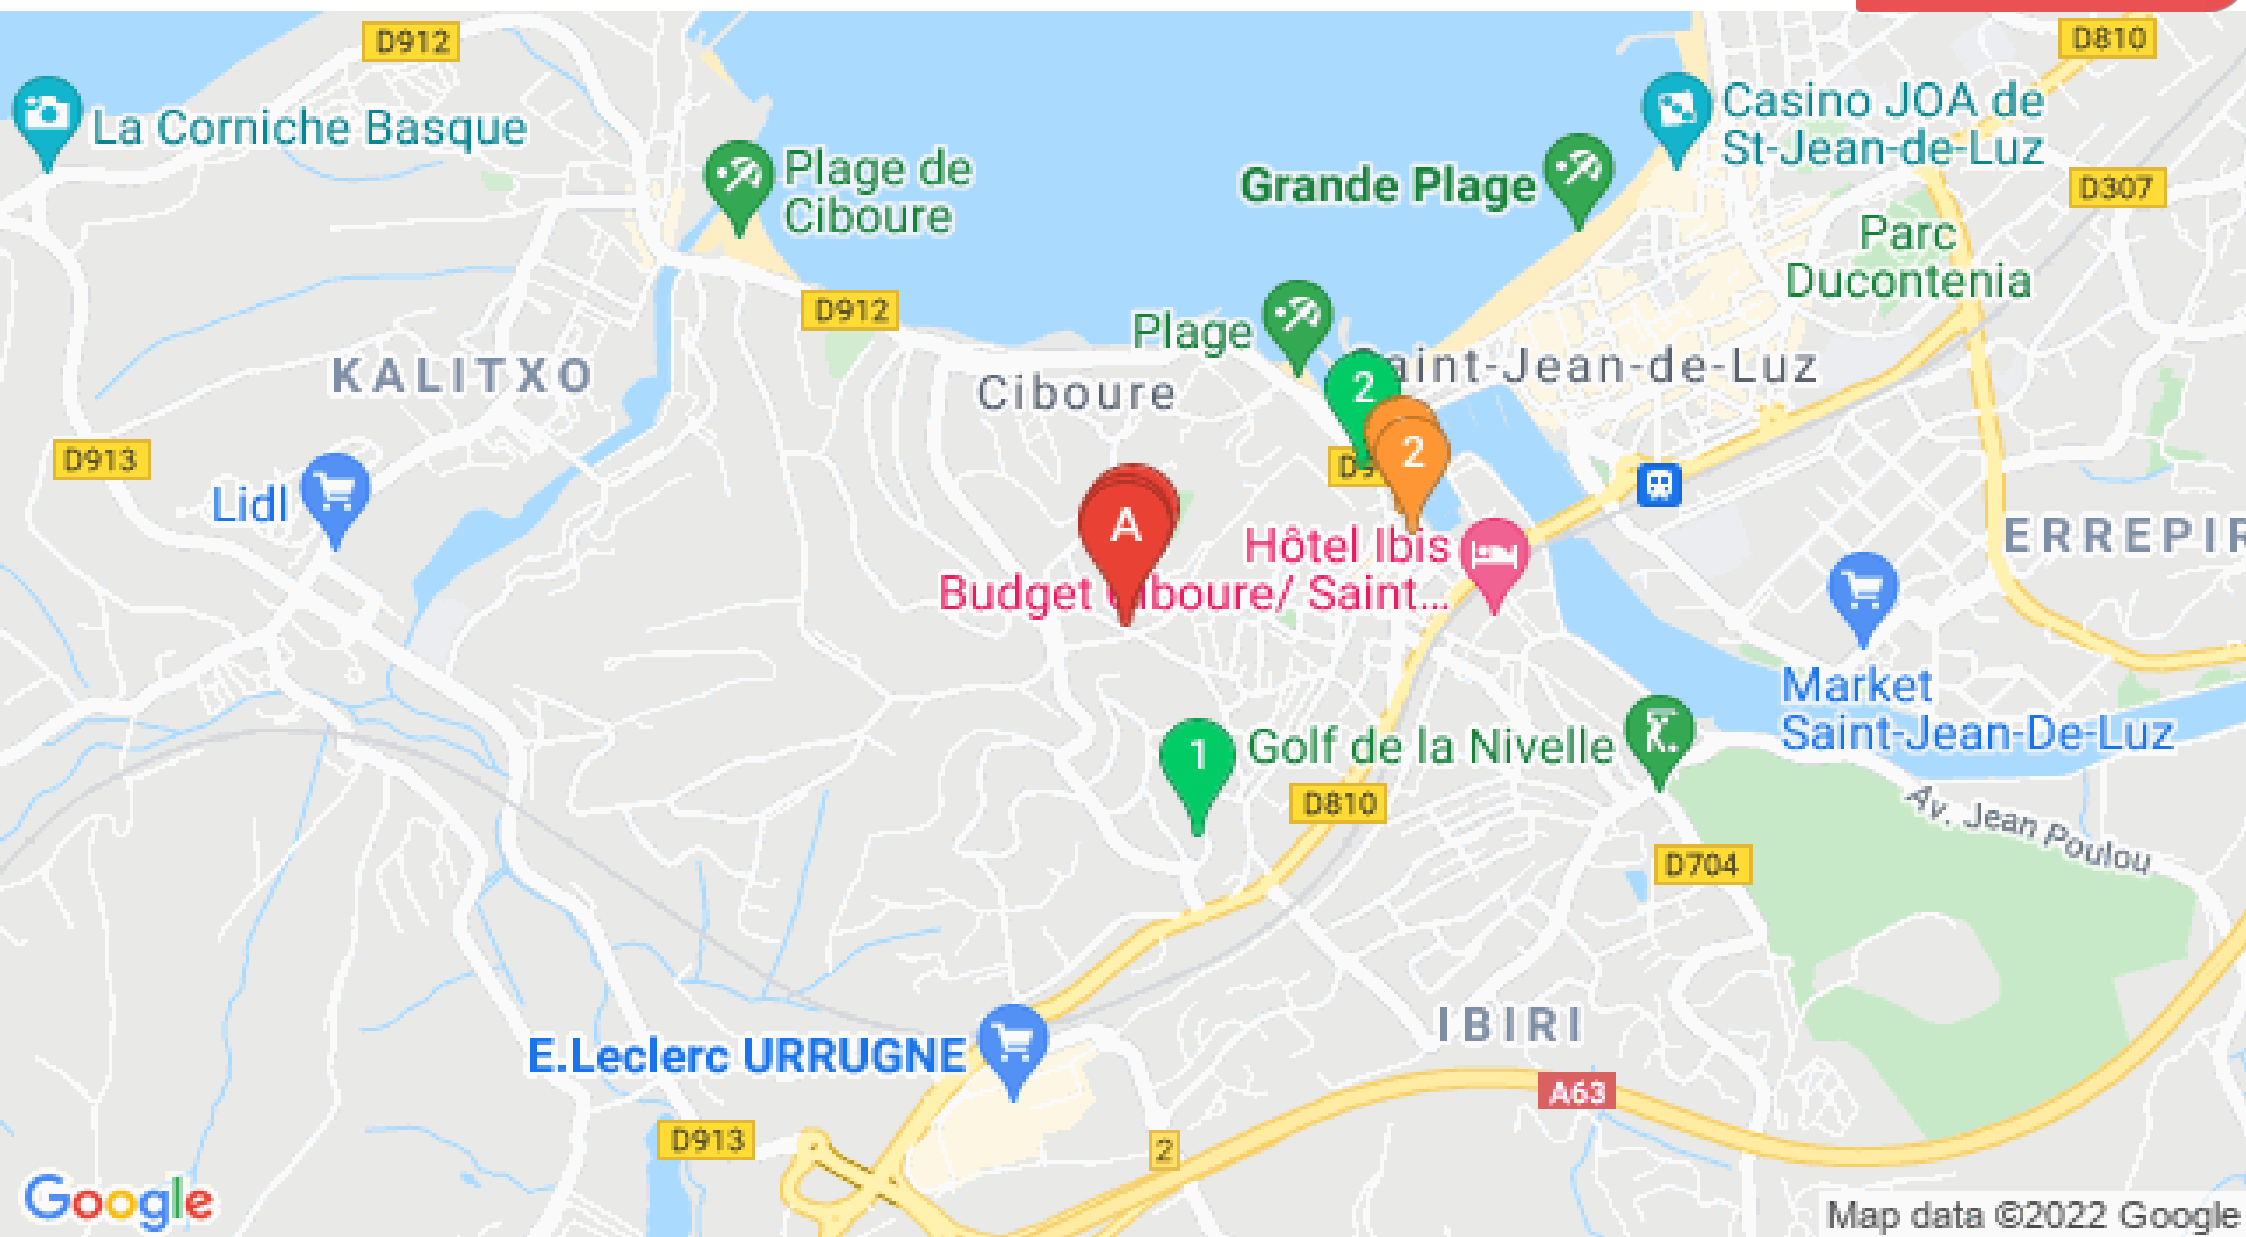 D912
D810
La Corniche Basque
Casino JOA de
St-Jean-de-Luz
Plage de
Ciboure
Grande Plage
D307
Parc
Ducontenia
D912
Plage
aint-Jean-de-Luz
KALITXO
Ciboure
2
D913
D9
2
Lidl
A
ERREPIR
Hôtel Ibis
Budget Ciboure/ Saint...
Market
Saint-Jean-De-Luz
1
Golf de la Nivelle
D810
Av. Jean Poulou
D704
IBIRI
E.Leclerc URRUGNE
A63
D913
2
Google
Map data ©2022 Google